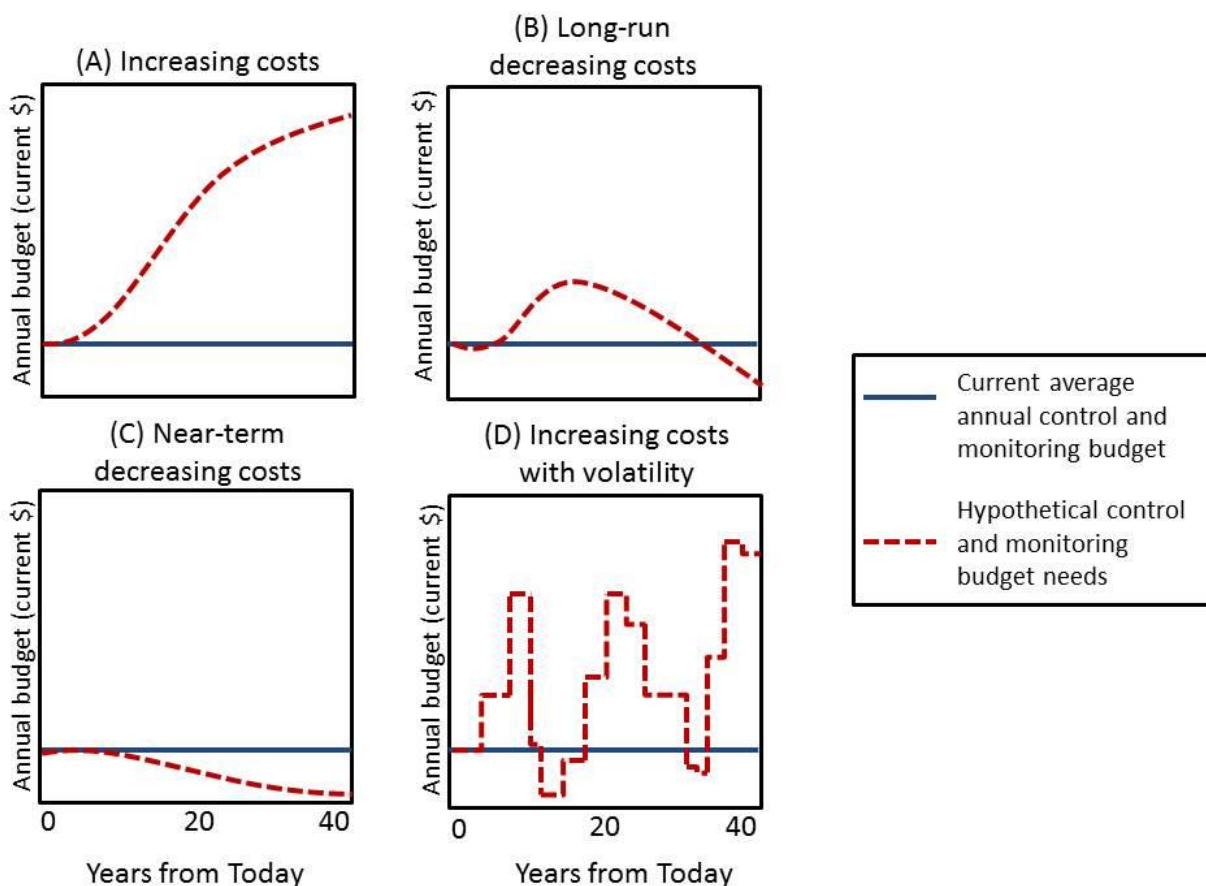 (A) Increasing costs
Annual budget (current $)
(B) Long-run
decreasing costs
Annual budget (current $)
(C) Near-term
decreasing costs
Annual budget (current $)
0 20 40
Years from Today
(D) Increasing costs
with volatility
Annual budget (current $)
0 20 40
Years from Today
Current average
annual control and
monitoring budget
Hypothetical control
and monitoring
budget needs